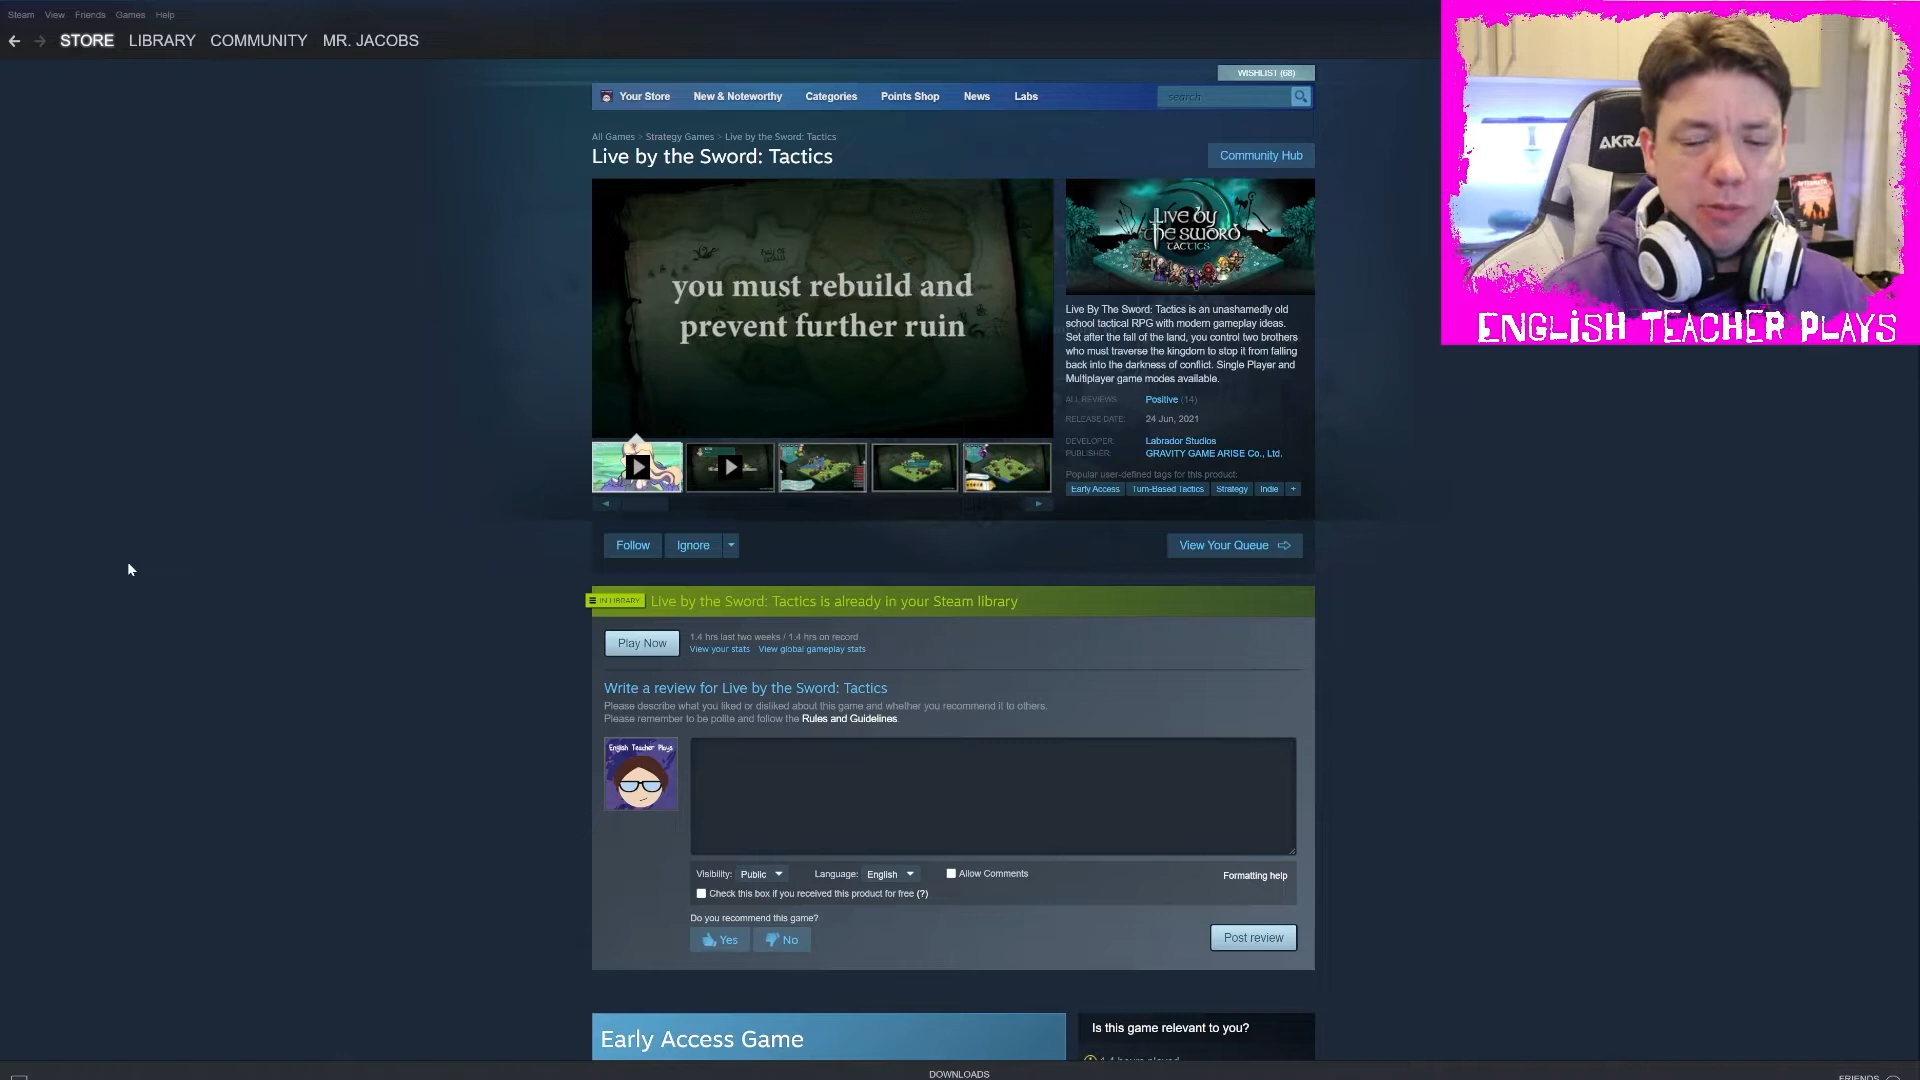 Steam View Friends Games Help
STORE LIBRARY COMMUNITY MR. JACOBS
WISHLIST (68)
Your Store New & Noteworthy Categories Points Shop News Labs search
All Games > Strategy Games > Live by the Sword: Tactics
Live by the Sword: Tactics
Community Hub
you must rebuild and
prevent further ruin
LIVE by
THE SWORD
TACTICS
Live By The Sword: Tactics is an unashamedly old
school tactical RPG with modern gameplay ideas.
Set after the fall of the land, you control two brothers
who must traverse the kingdom to stop it from falling
back into the darkness of conflict. Single Player and
Multiplayer game modes available.
ALL REVIEWS: Positive (14)
RELEASE DATE: 24 Jun, 2021
DEVELOPER: Labrador Studios
PUBLISHER: GRAVITY GAME ARISE Co., Ltd.
Popular user-defined tags for this product:
Early Access Turn-Based Tactics Strategy Indie +
Follow Ignore View Your Queue
IN LIBRARY Live by the Sword: Tactics is already in your Steam library
Play Now
1.4 hrs last two weeks / 1.4 hrs on record
View your stats View global gameplay stats
Write a review for Live by the Sword: Tactics
Please describe what you liked or disliked about this game and whether you recommend it to others.
Please remember to be polite and follow the Rules and Guidelines.
English Teacher Plays
Visibility: Public Language: English Allow Comments Formatting help
Check this box if you received this product for free (?)
Do you recommend this game?
Yes No Post review
Early Access Game
Is this game relevant to you?
DOWNLOADS
FRIENDS
ENGLISH TEACHER PLAYS